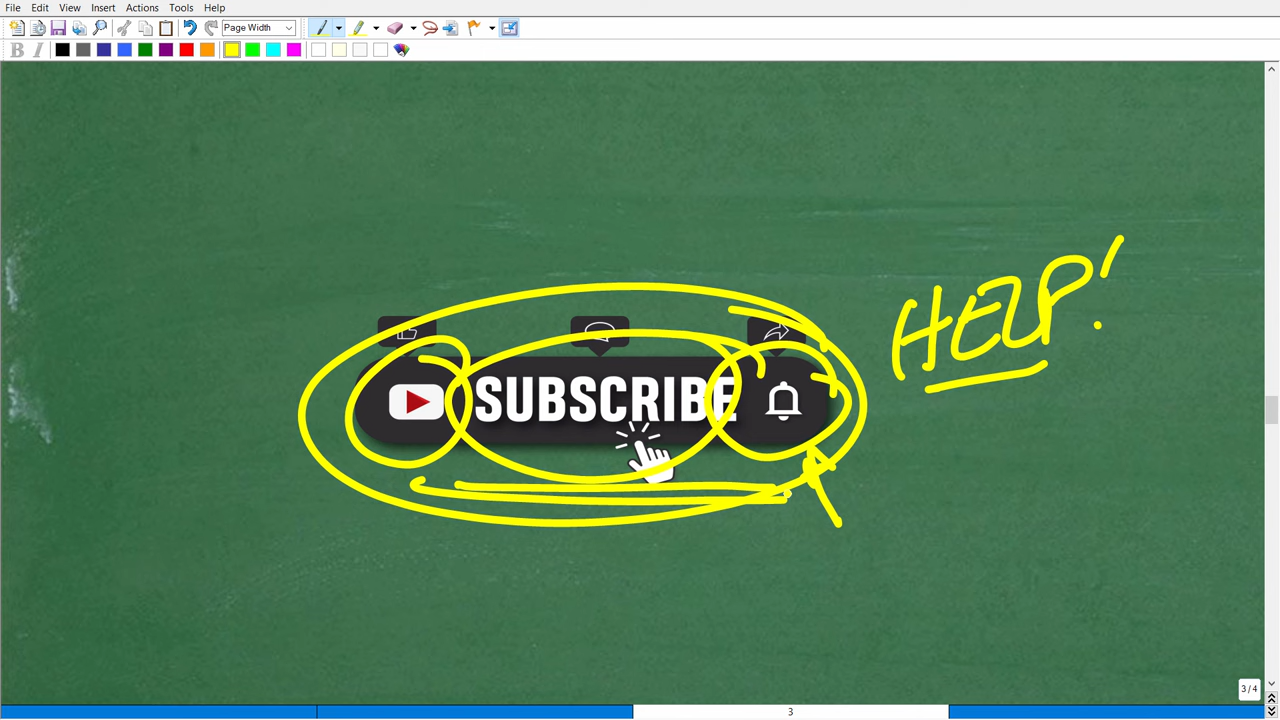 File Edit View Insert Actions Tools Help
Page Width
B I
SUBSCRIBE
HELP!
3 / 4
3